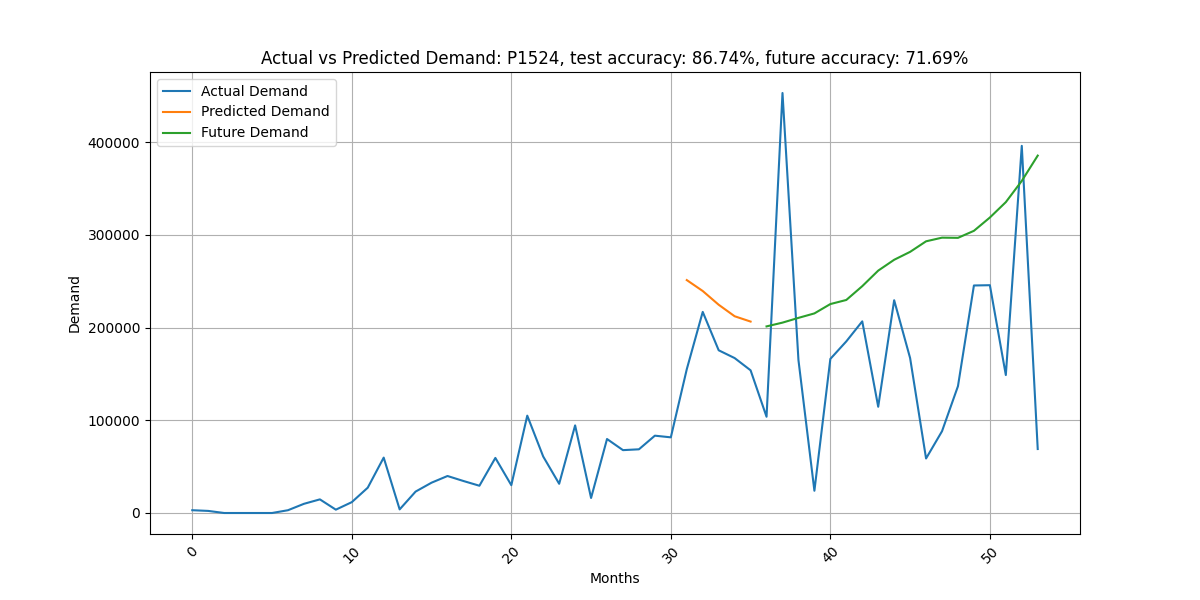 Actual vs Predicted Demand: P1524, test accuracy: 86.74%, future accuracy: 71.69%
Actual Demand
Predicted Demand
Future Demand
Demand
400000
300000
200000
100000
0
0
10
20
30
40
50
Months